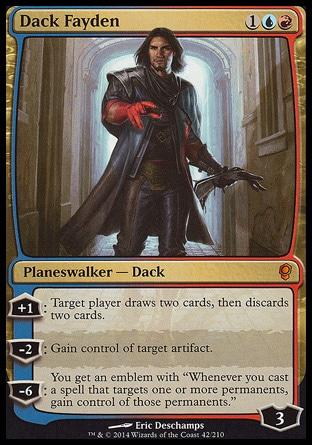 Dack Fayden 1
Planeswalker — Dack
+1 : Target player draws two cards, then discards
two cards.
-2 : Gain control of target artifact.
-6 : You get an emblem with "Whenever you cast
a spell that targets one or more permanents,
gain control of those permanents."
3
Eric Deschamps
™ & © 2014 Wizards of the Coast 42/210